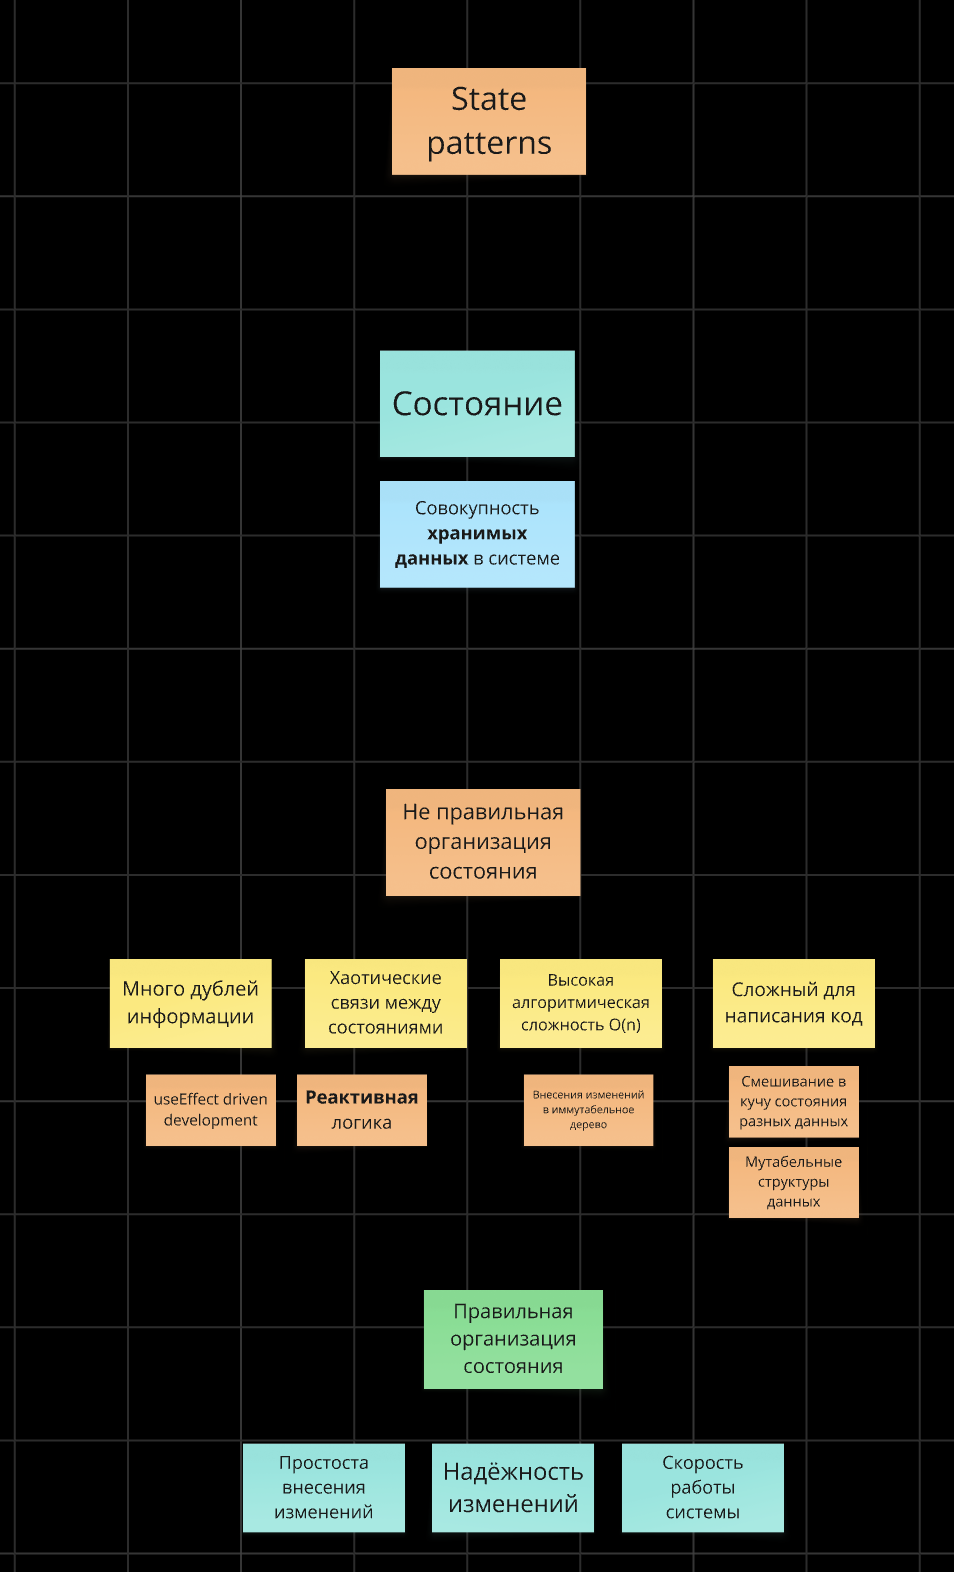 State
patterns
Состояние
Совокупность
хранимых
данных в системе
Не правильная
организация
состояния
Много дублей
информации
Хаотические
связи между
состояниями
Высокая
алгоритмическая
сложность O(n)
Сложный для
написания код
useEffect driven
development
Реактивная
логика
Внесения изменений
в иммутабельное
дерево
Смешивание в
кучу состояния
разных данных
Мутабельные
структуры
данных
Правильная
организация
состояния
Простоста
внесения
изменений
Надёжность
изменений
Скорость
работы
системы